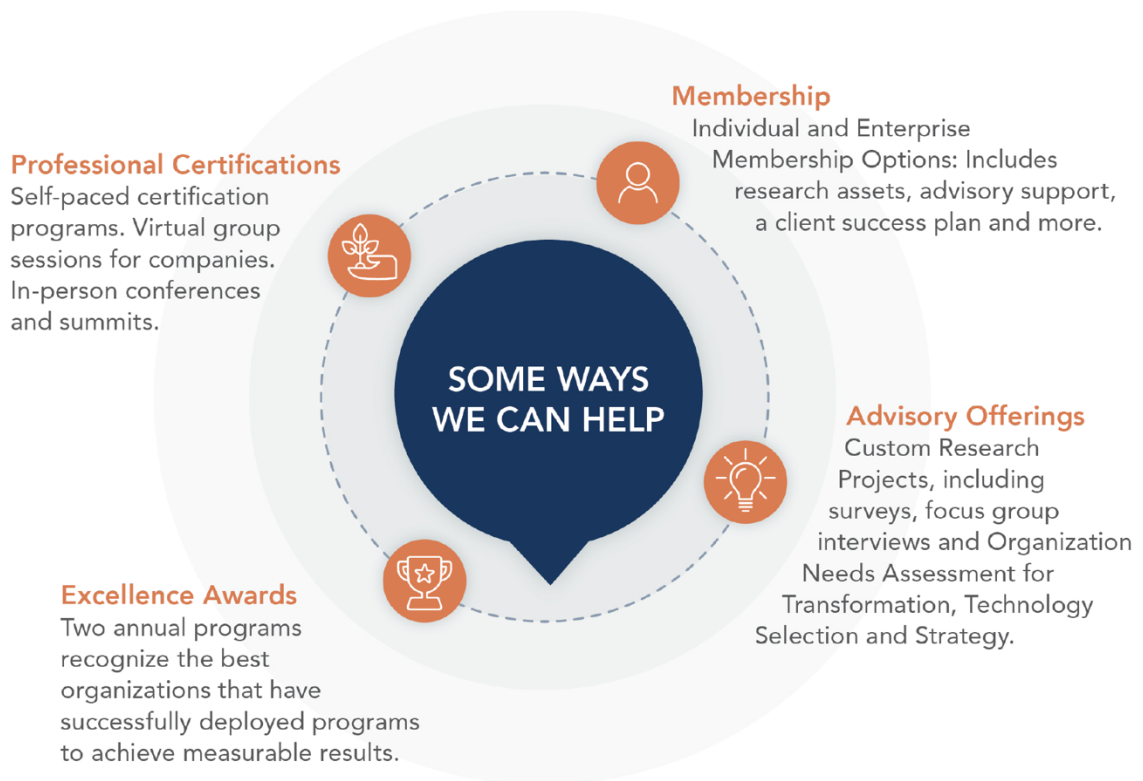 Membership
Individual and Enterprise
Membership Options: Includes
research assets, advisory support,
a client success plan and more.
Professional Certifications
Self-paced certification
programs. Virtual group
sessions for companies.
In-person conferences
and summits.
SOME WAYS
WE CAN HELP
Advisory Offerings
Custom Research
Projects, including
surveys, focus group
interviews and Organization
Needs Assessment for
Transformation, Technology
Selection and Strategy.
Excellence Awards
Two annual programs
recognize the best
organizations that have
successfully deployed programs
to achieve measurable results.